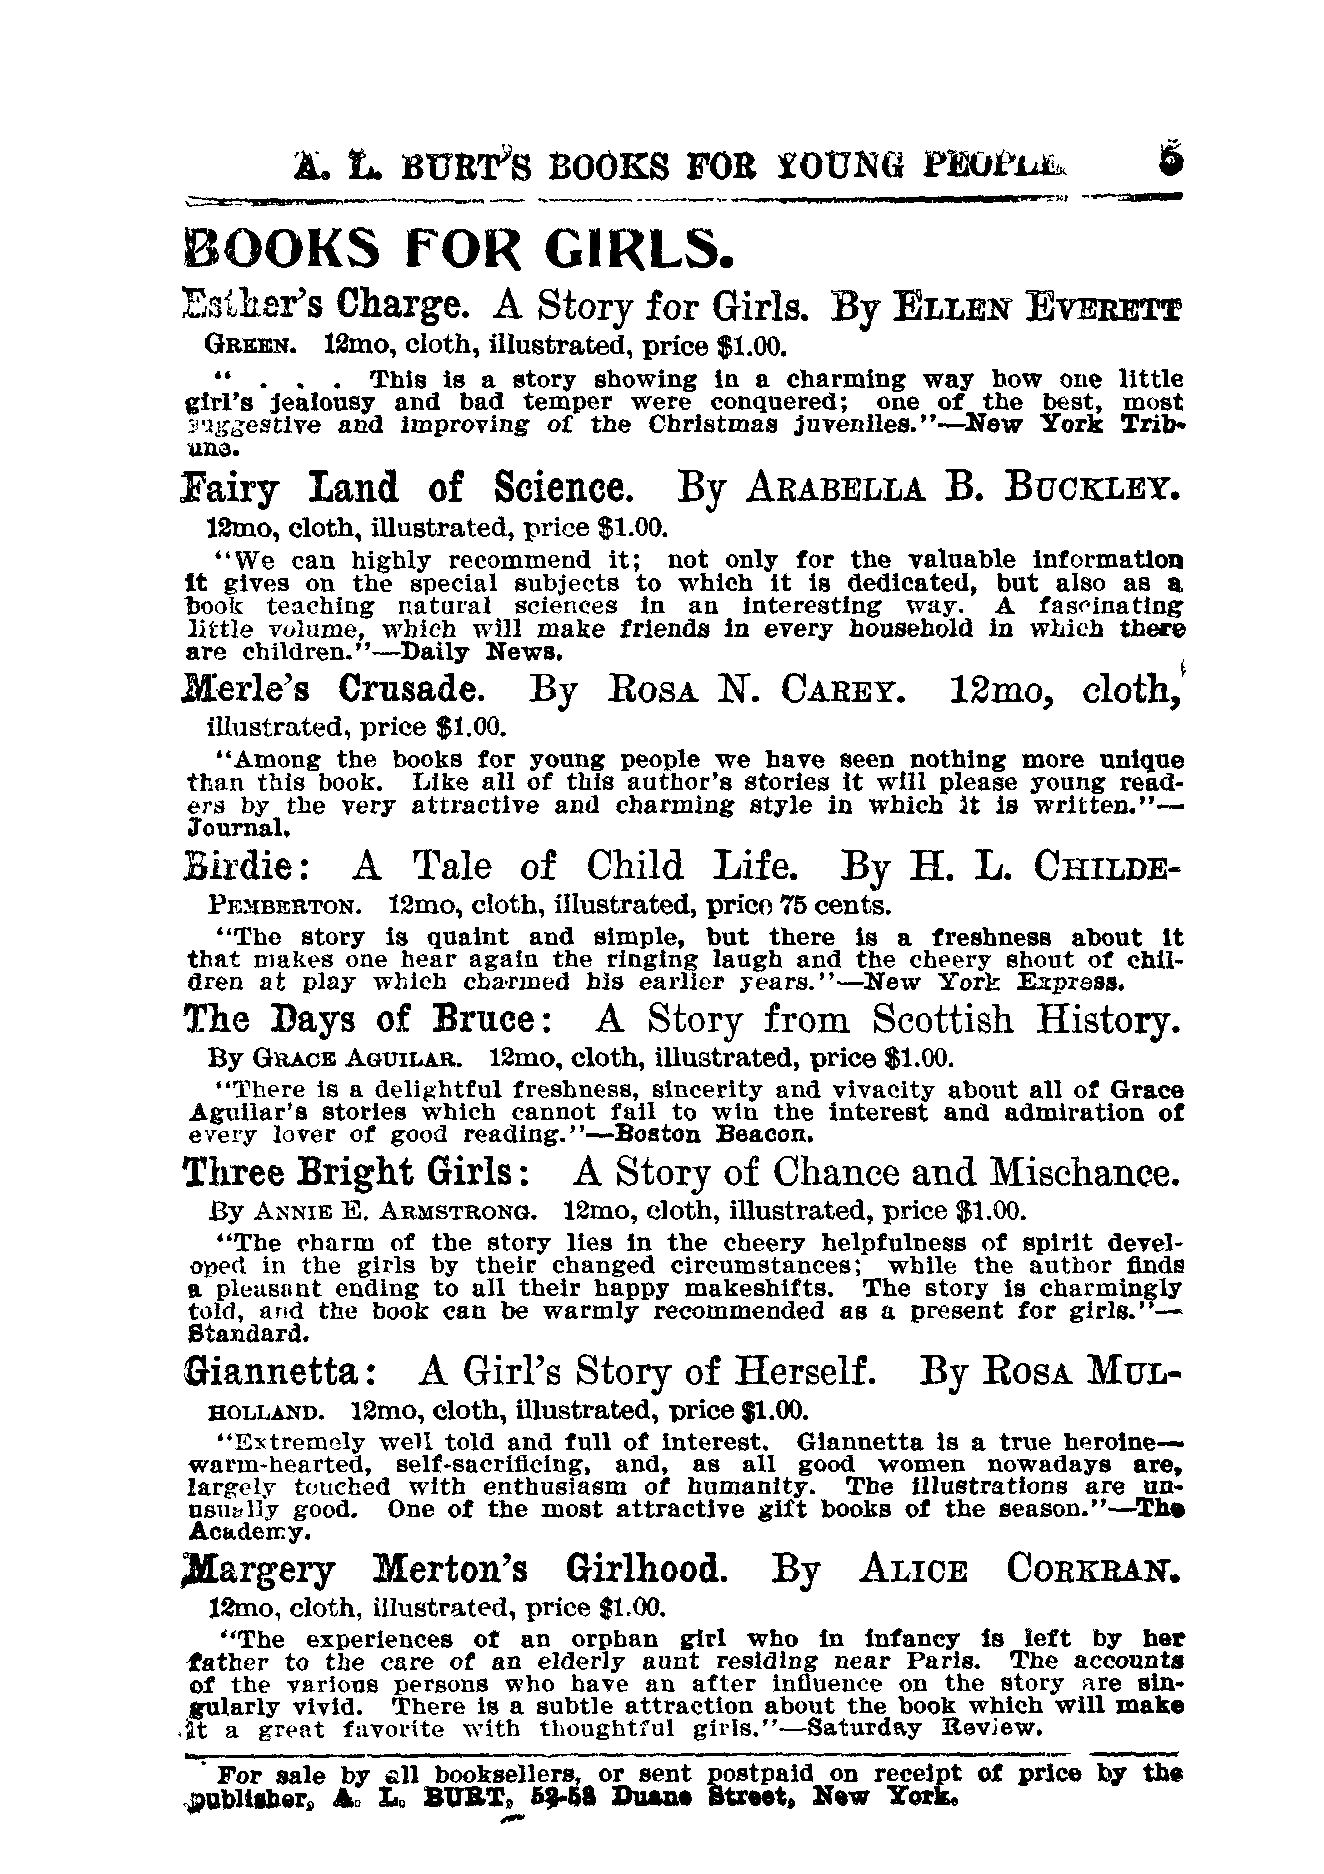 A. L. BURT'S BOOKS FOR YOUNG PEOPLE 5
BOOKS FOR GIRLS.
Esther's Charge. A Story for Girls. By ELLEN EVERETT
GREEN. 12mo, cloth, illustrated, price $1.00.
" . . . This is a story showing in a charming way how one little
girl's jealousy and bad temper were conquered; one of the best, most
suggestive and improving of the Christmas juveniles."—New York Trib-
une.
Fairy Land of Science. By ARABELLA B. BUCKLEY.
12mo, cloth, illustrated, price $1.00.
"We can highly recommend it; not only for the valuable information
it gives on the special subjects to which it is dedicated, but also as a
book teaching natural sciences in an interesting way. A fascinating
little volume, which will make friends in every household in which there
are children."—Daily News.
Merle's Crusade. By ROSA N. CAREY. 12mo, cloth,
illustrated, price $1.00.
"Among the books for young people we have seen nothing more unique
than this book. Like all of this author's stories it will please young read-
ers by the very attractive and charming style in which it is written."—
Journal.
Birdie: A Tale of Child Life. By H. L. CHILDE-
PEMBERTON. 12mo, cloth, illustrated, price 75 cents.
"The story is quaint and simple, but there is a freshness about it
that makes one hear again the ringing laugh and the cheery shout of chil-
dren at play which charmed his earlier years."—New York Express.
The Days of Bruce: A Story from Scottish History.
By GRACE AGUILAR. 12mo, cloth, illustrated, price $1.00.
"There is a delightful freshness, sincerity and vivacity about all of Grace
Aguilar's stories which cannot fail to win the interest and admiration of
every lover of good reading."—Boston Beacon.
Three Bright Girls: A Story of Chance and Mischance.
By ANNIE E. ARMSTRONG. 12mo, cloth, illustrated, price $1.00.
"The charm of the story lies in the cheery helpfulness of spirit devel-
oped in the girls by their changed circumstances; while the author finds
a pleasant ending to all their happy makeshifts. The story is charmingly
told, and the book can be warmly recommended as a present for girls."—
Standard.
Giannetta: A Girl's Story of Herself. By ROSA MUL-
HOLLAND. 12mo, cloth, illustrated, price $1.00.
"Extremely well told and full of interest. Giannetta is a true heroine—
warm-hearted, self-sacrificing, and, as all good women nowadays are,
largely touched with enthusiasm of humanity. The illustrations are un-
usually good. One of the most attractive gift books of the season."—The
Academy.
Margery Merton's Girlhood. By ALICE CORKRAN.
12mo, cloth, illustrated, price $1.00.
"The experiences of an orphan girl who in infancy is left by her
father to the care of an elderly aunt residing near Paris. The accounts
of the various persons who have an after influence on the story are sin-
gularly vivid. There is a subtle attraction about the book which will make
it a great favorite with thoughtful girls."—Saturday Review.
For sale by all booksellers, or sent postpaid on receipt of price by the
publisher, A. L. BURT, 52-58 Duane Street, New York.